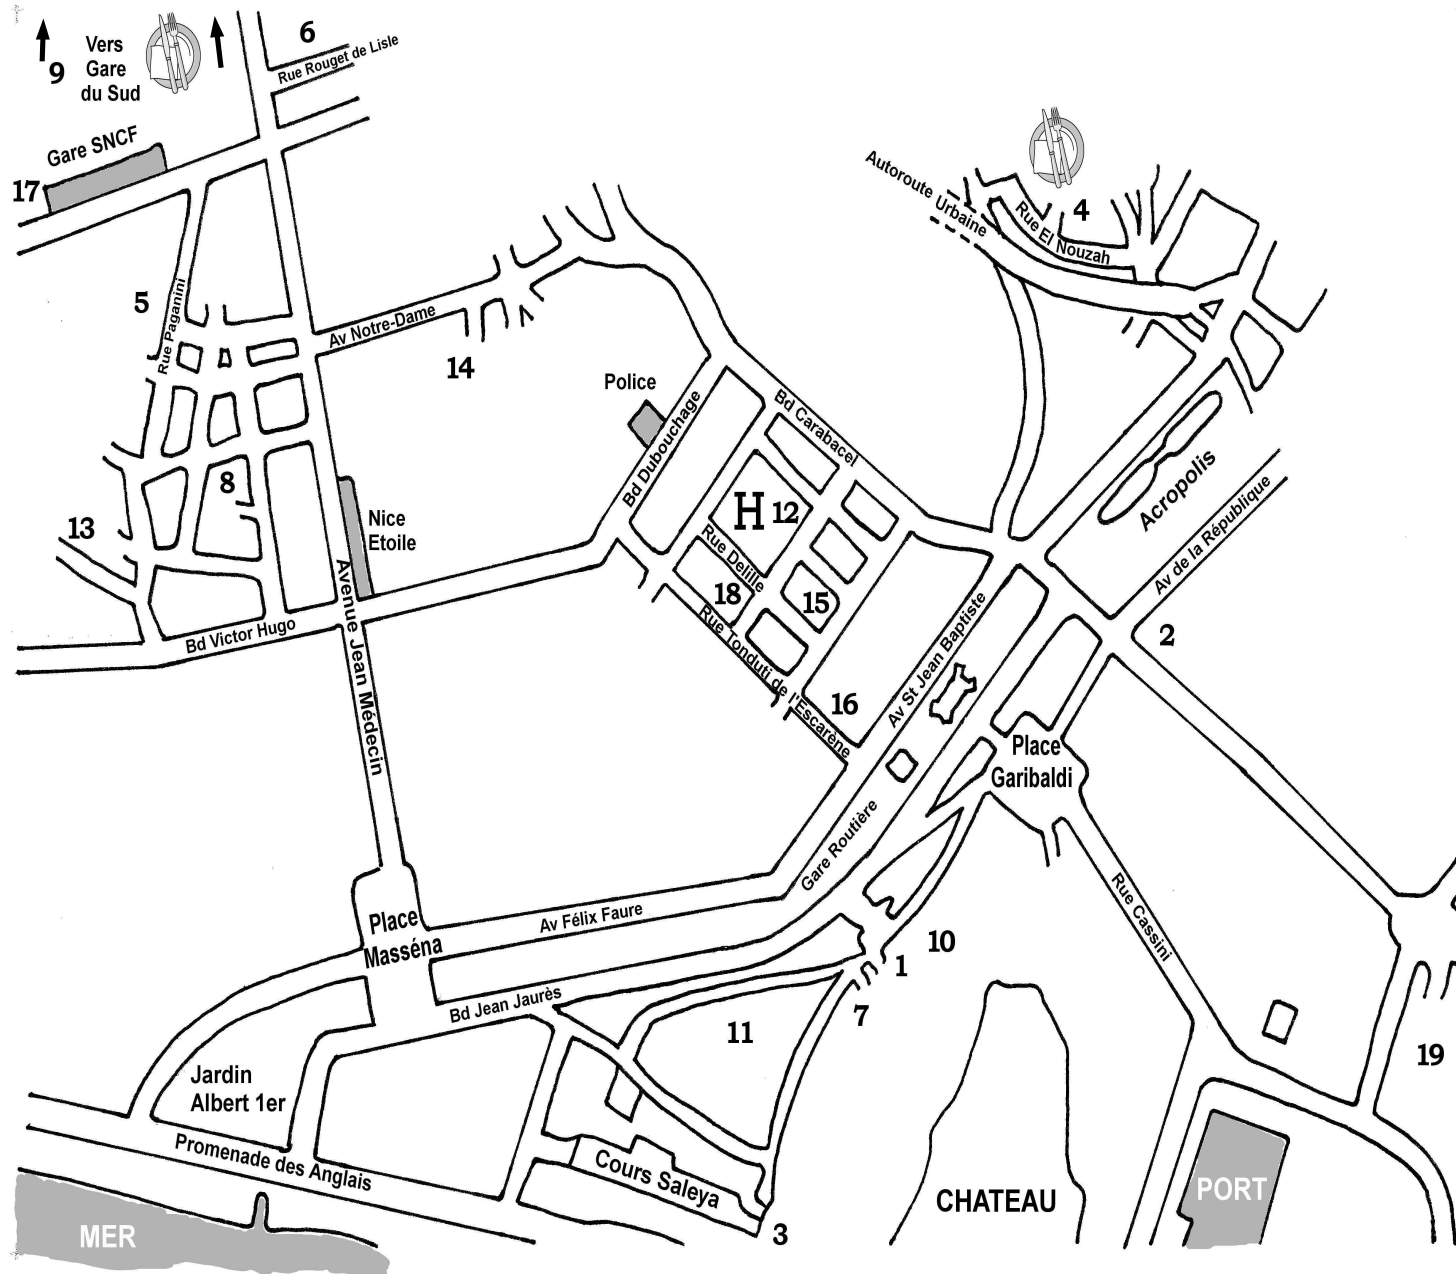 6
Rue Rouget de Lisle
Vers
Gare
du Sud
9
Gare SNCF
17
Autoroute
Urbaine
4
Rue El Nouzah
5
Rue Paganini
Av Notre-Dame
14
Police
Bd Dubouchage
Bd Carabacel
Acropolis
Av de la République
8
13
Nice
Etoile
H
12
Rue Delille
18
15
Rue Tonduti de l'Escarène
16
Av St Jean Baptiste
2
Bd Victor Hugo
Avenue Jean Médecin
Place
Garibaldi
Gare Routière
Rue Cassini
Place
Masséna
Av Félix Faure
10
1
7
Bd Jean Jaurès
11
19
Jardin
Albert 1er
Promenade des Anglais
Cours Saleya
3
CHATEAU
PORT
MER